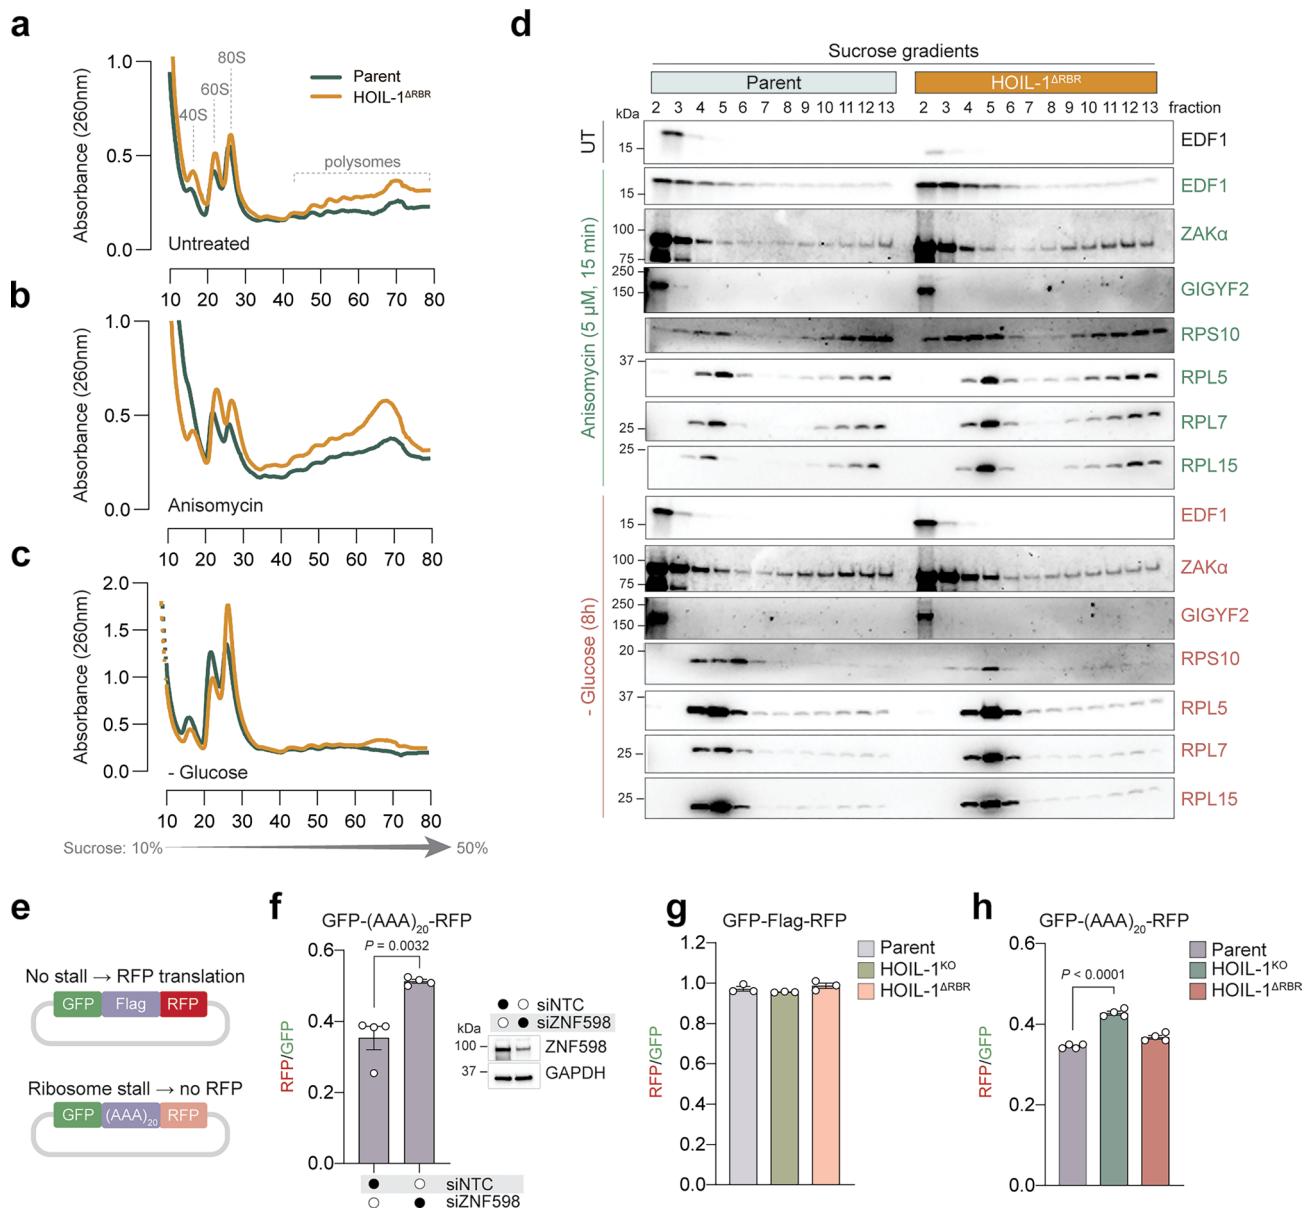 a
Absorbance (260nm)
1.0
0.5
0.0
40S
60S
80S
Parent
HOIL-1ΔRBR
polysomes
Untreated
10 20 30 40 50 60 70 80
b
Absorbance (260nm)
1.0
0.5
0.0
Anisomycin
10 20 30 40 50 60 70 80
c
Absorbance (260nm)
2.0
1.5
1.0
0.5
0.0
- Glucose
10 20 30 40 50 60 70 80
Sucrose: 10% 50%
d
Sucrose gradients
Parent HOIL-1ΔRBR
kDa 2 3 4 5 6 7 8 9 10 11 12 13 2 3 4 5 6 7 8 9 10 11 12 13 fraction
UT
15 EDF1
Anisomycin (5 μM, 15 min)
15 EDF1
100 ZAKα
75
250 GIGYF2
150
RPS10
37 RPL5
25 RPL7
25 RPL15
- Glucose (8h)
15 EDF1
100 ZAKα
75
250 GIGYF2
150
20 RPS10
37 RPL5
25 RPL7
25 RPL15
e
No stall → RFP translation
GFP Flag RFP
Ribosome stall → no RFP
GFP (AAA)20 RFP
f
GFP-(AAA)20-RFP
P = 0.0032
RFP/GFP
0.6
0.4
0.2
0.0
siNTC
siZNF598
siNTC
siZNF598
kDa
100 ZNF598
37 GAPDH
g
GFP-Flag-RFP
RFP/GFP
1.2
1.0
0.8
0.6
0.4
0.2
0.0
Parent
HOIL-1KO
HOIL-1ΔRBR
h
GFP-(AAA)20-RFP
P < 0.0001
RFP/GFP
0.6
0.4
0.2
0.0
Parent
HOIL-1KO
HOIL-1ΔRBR